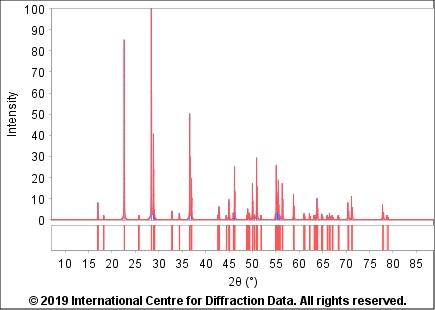 100
90
80
70
60
50
40
30
20
10
0
Intensity
10 15 20 25 30 35 40 45 50 55 60 65 70 75 80 85
2θ (°)
© 2019 International Centre for Diffraction Data. All rights reserved.